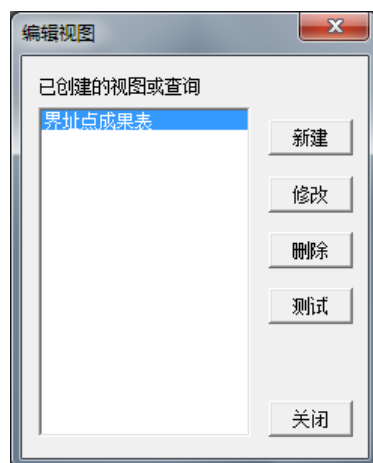 编辑视图
已创建的视图或查询
界址点成果表
新建
修改
删除
测试
关闭